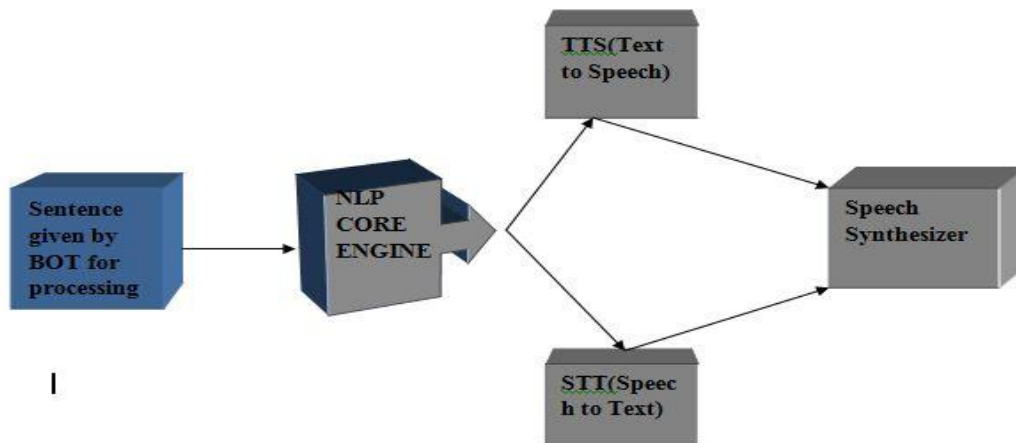 Sentence
given by
BOT for
processing
NLP
CORE
ENGINE
TTS(Text
to Speech)
STT(Speec
h to Text)
Speech
Synthesizer